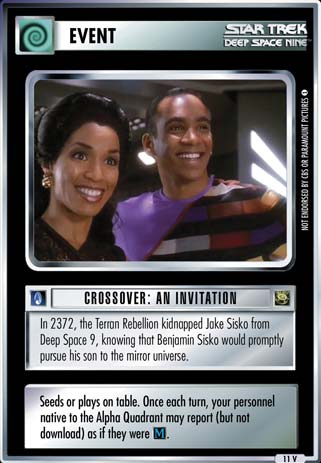 EVENT
STAR TREK
DEEP SPACE NINE
NOT ENDORSED BY CBS OR PARAMOUNT PICTURES
CROSSOVER: AN INVITATION
In 2372, the Terran Rebellion kidnapped Jake Sisko from
Deep Space 9, knowing that Benjamin Sisko would promptly
pursue his son to the mirror universe.
Seeds or plays on table. Once each turn, your personnel
native to the Alpha Quadrant may report (but not
download) as if they were M.
11 V